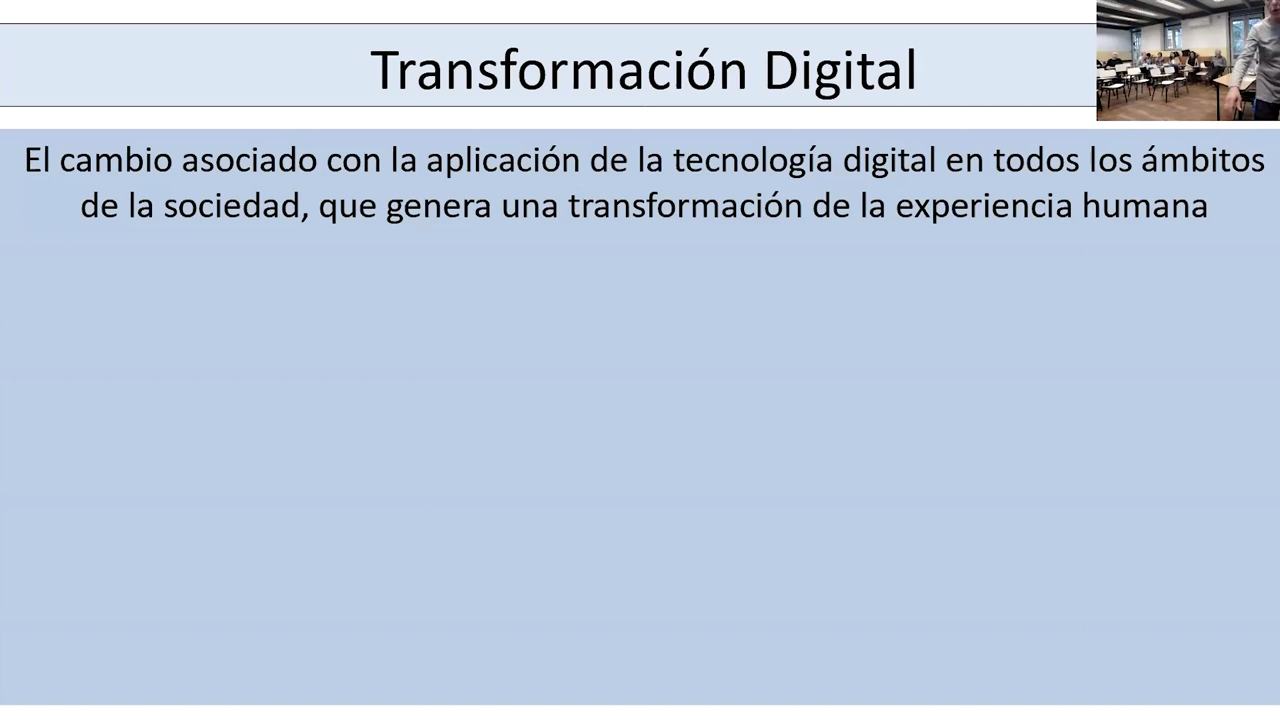 Transformación Digital
El cambio asociado con la aplicación de la tecnología digital en todos los ámbitos
de la sociedad, que genera una transformación de la experiencia humana